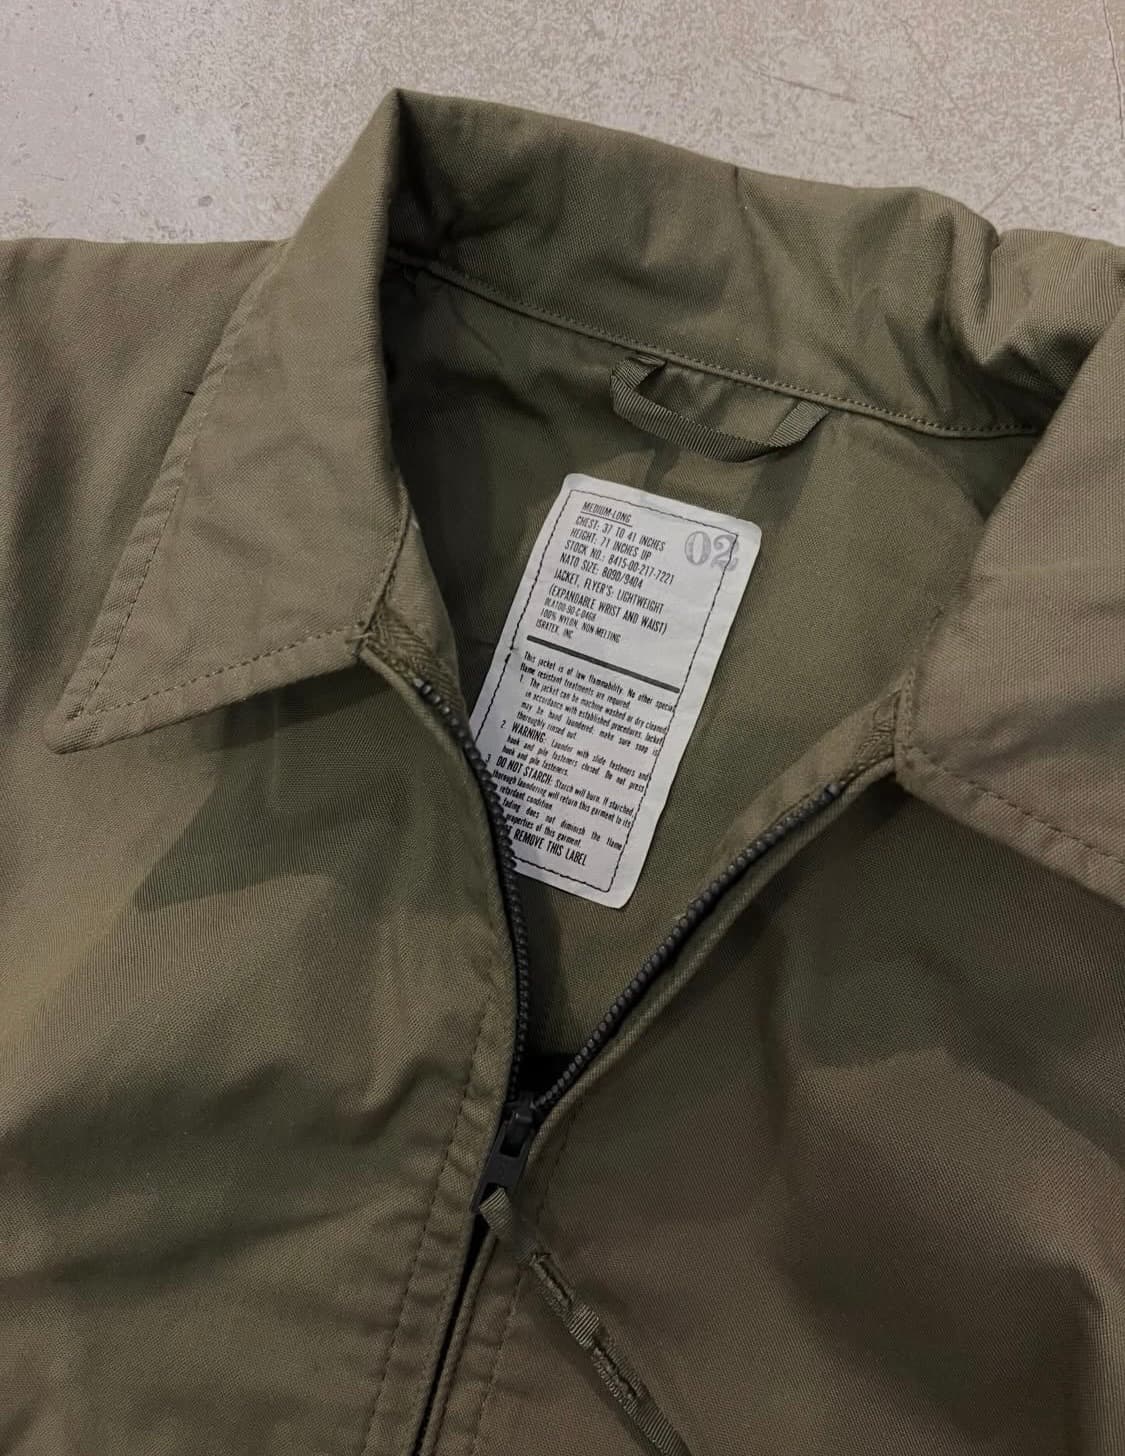 MEDIUM-LONG
CHEST: 37 TO 41 INCHES
HEIGHT: 71 INCHES UP
STOCK NO.: 8415-00-217-7221
NATO SIZE: 8090/9404
JACKET, FLYER'S: LIGHTWEIGHT
(EXPANDABLE WRIST AND WAIST)
100% NYLON, NON-MELTING
ISRATEX, INC.
02
This jacket is of low flammability. No other special
flame resistant treatments are required.
1. The jacket can be machine washed or dry cleaned
in accordance with established procedures. Jacket
may be hand laundered; make sure soap is
thoroughly rinsed out.
2. WARNING: Launder with slide fasteners and
hook and pile fasteners closed. Do not press
hook and pile fasteners.
3. DO NOT STARCH: Starch will burn. If starched,
thorough laundering will return this garment to its
retardant condition.
fading does not diminish the flame
properties of this garment.
REMOVE THIS LABEL